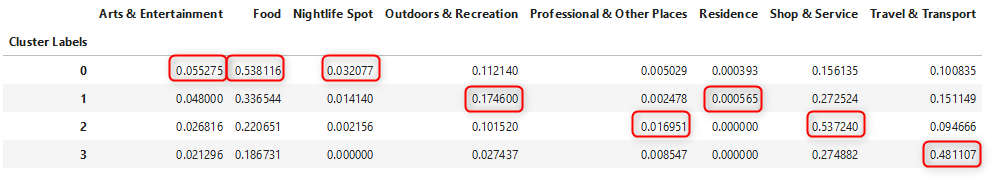 Arts & Entertainment Food Nightlife Spot Outdoors & Recreation Professional & Other Places Residence Shop & Service Travel & Transport
Cluster Labels
0 0.055275 0.538116 0.032077 0.112140 0.005029 0.000393 0.156135 0.100835
1 0.048000 0.336544 0.014140 0.174600 0.002478 0.000565 0.272524 0.151149
2 0.026816 0.220651 0.002156 0.101520 0.016951 0.000000 0.537240 0.094666
3 0.021296 0.186731 0.000000 0.027437 0.008547 0.000000 0.274882 0.481107